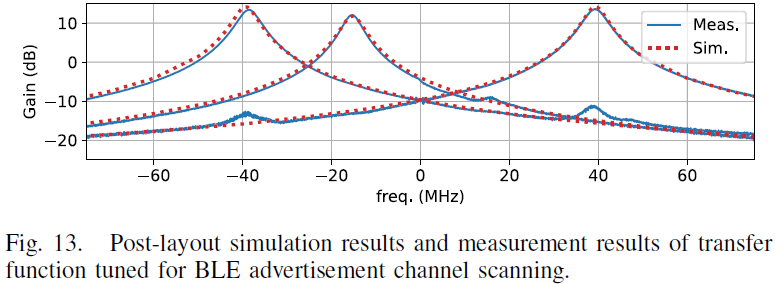 10
0
−10
−20
Gain (dB)
Meas.
Sim.
−60 −40 −20 0 20 40 60
freq. (MHz)
Fig. 13. Post-layout simulation results and measurement results of transfer
function tuned for BLE advertisement channel scanning.